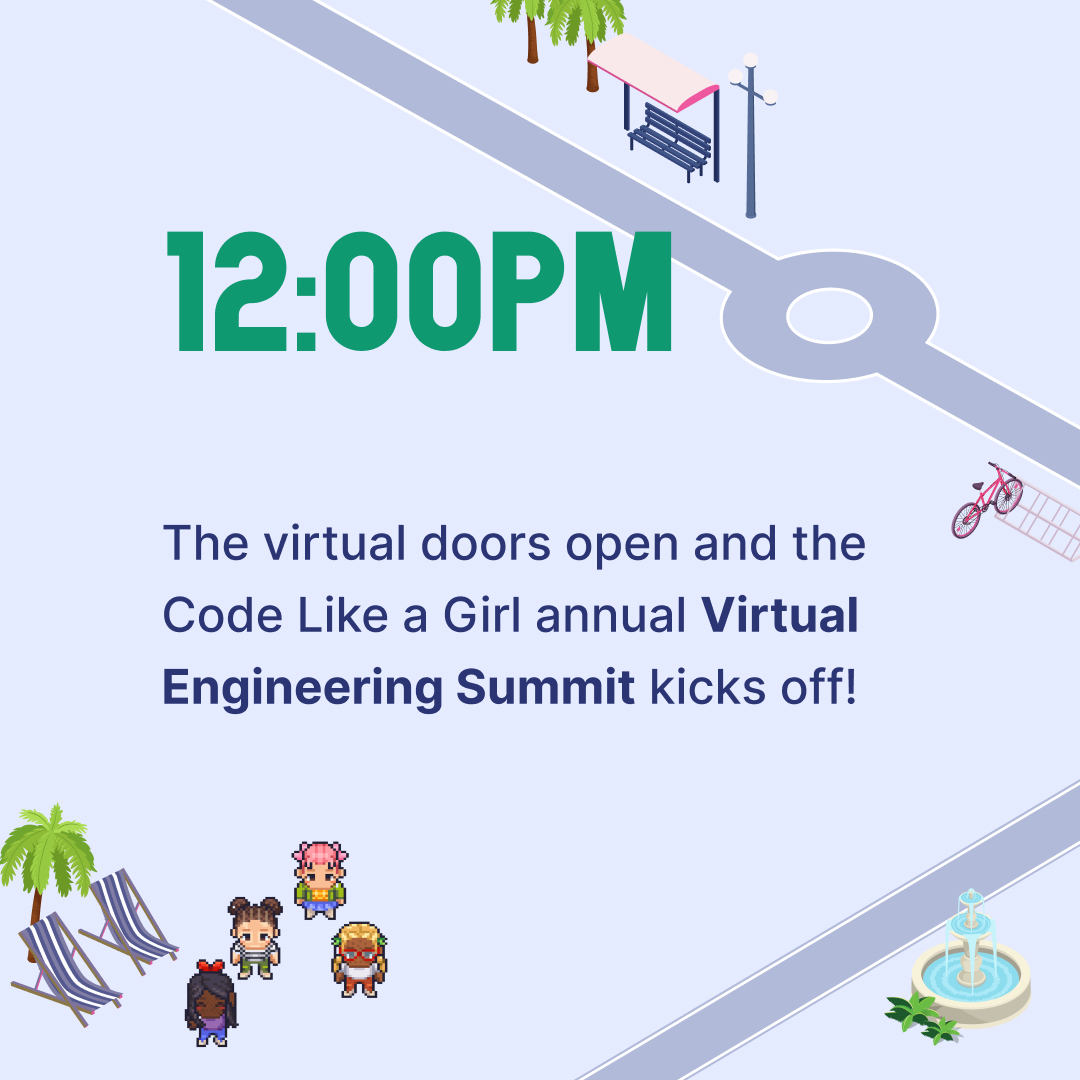 12:00PM
The virtual doors open and the
Code Like a Girl annual Virtual
Engineering Summit kicks off!